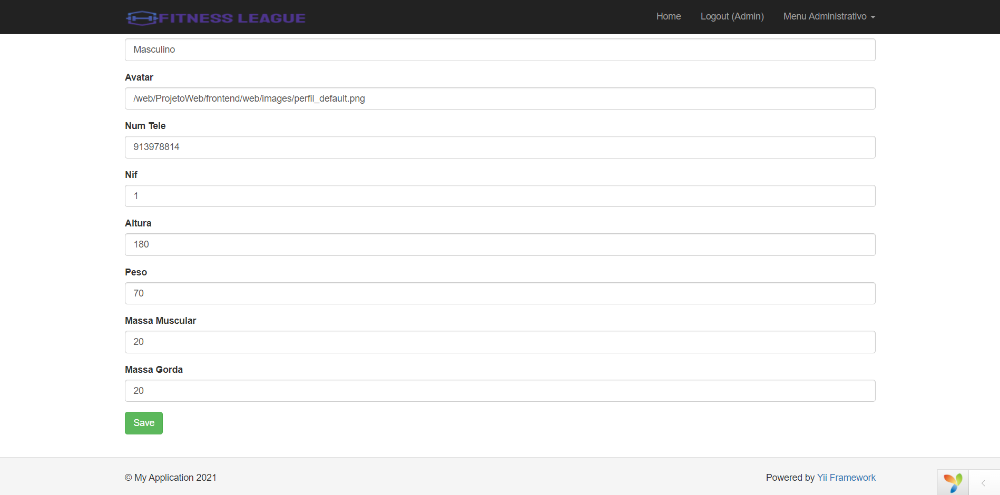 FITNESS LEAGUE
Home
Logout (Admin)
Menu Administrativo
Masculino
Avatar
/web/ProjetoWeb/frontend/web/images/perfil_default.png
Num Tele
913978814
Nif
1
Altura
180
Peso
70
Massa Muscular
20
Massa Gorda
20
Save
© My Application 2021
Powered by Yii Framework